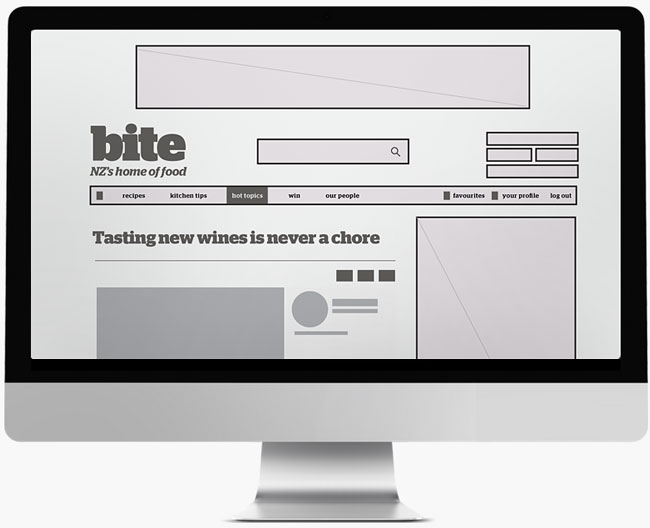 bite
NZ's home of food
recipes kitchen tips hot topics win our people favourites your profile log out
Tasting new wines is never a chore